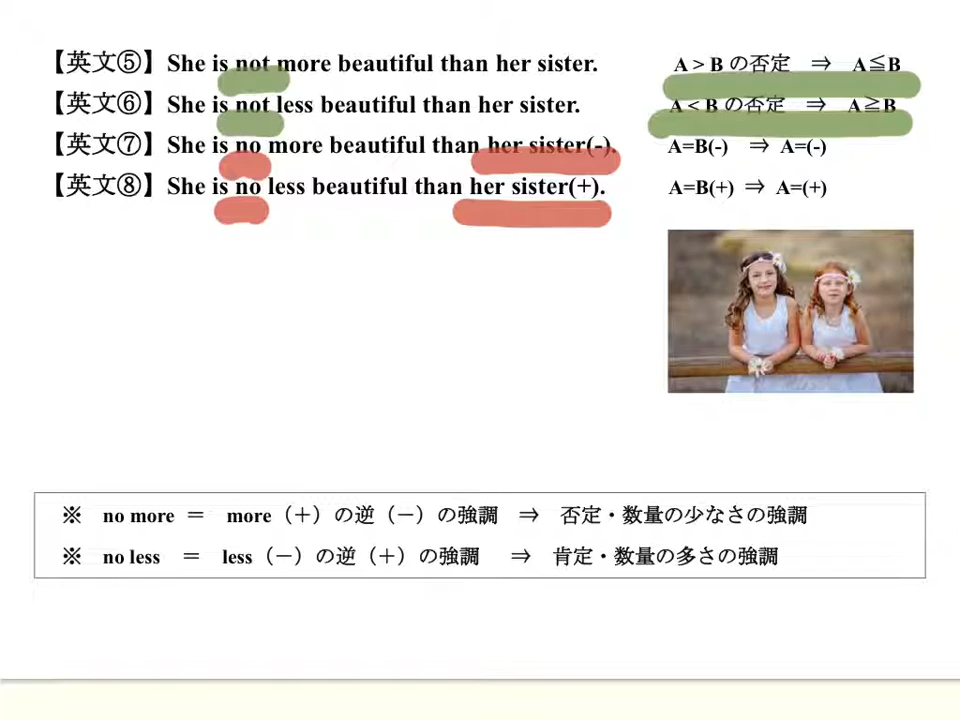 【英文⑤】She is not more beautiful than her sister. A > B の否定 ⇒ A≦B
【英文⑥】She is not less beautiful than her sister. A < B の否定 ⇒ A≧B
【英文⑦】She is no more beautiful than her sister(-). A=B(-) ⇒ A=(-)
【英文⑧】She is no less beautiful than her sister(+). A=B(+) ⇒ A=(+)
※ no more ＝ more（＋）の逆（－）の強調 ⇒ 否定・数量の少なさの強調
※ no less ＝ less（－）の逆（＋）の強調 ⇒ 肯定・数量の多さの強調